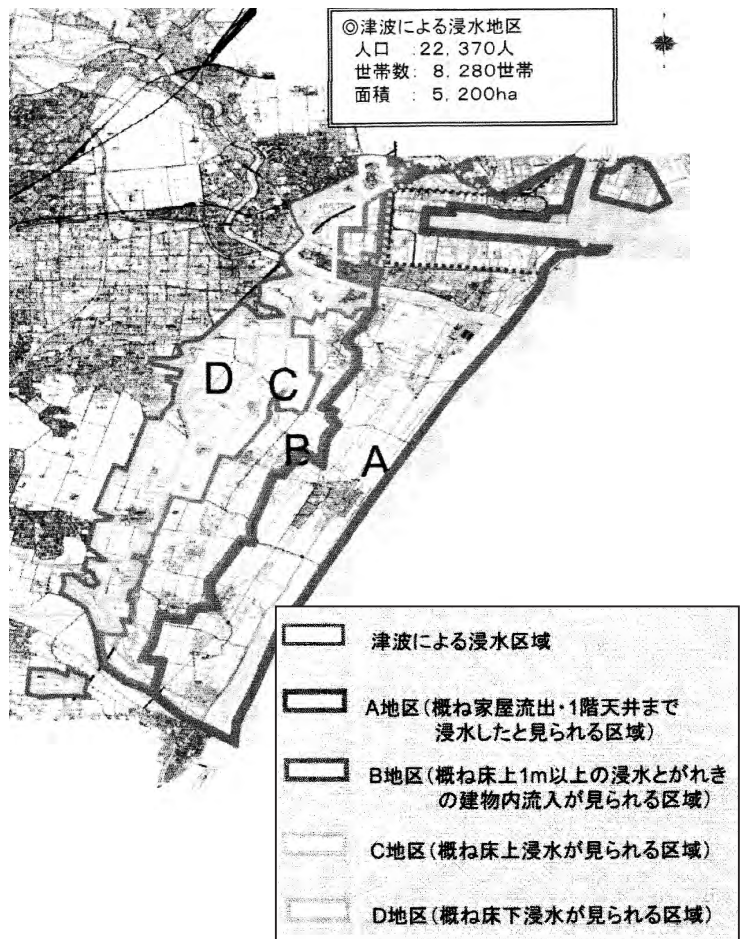 ◎津波による浸水地区
人口 :22,370人
世帯数: 8,280世帯
面積 : 5,200ha
D
C
B
A
津波による浸水区域
A地区(概ね家屋流出・1階天井まで
浸水したと見られる区域)
B地区(概ね床上1m以上の浸水とがれき
の建物内流入が見られる区域)
C地区(概ね床上浸水が見られる区域)
D地区(概ね床下浸水が見られる区域)